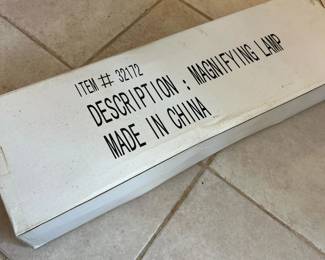 ITEM # 32172
DESCRIPTION : MAGNIFYING LAMP
MADE IN CHINA